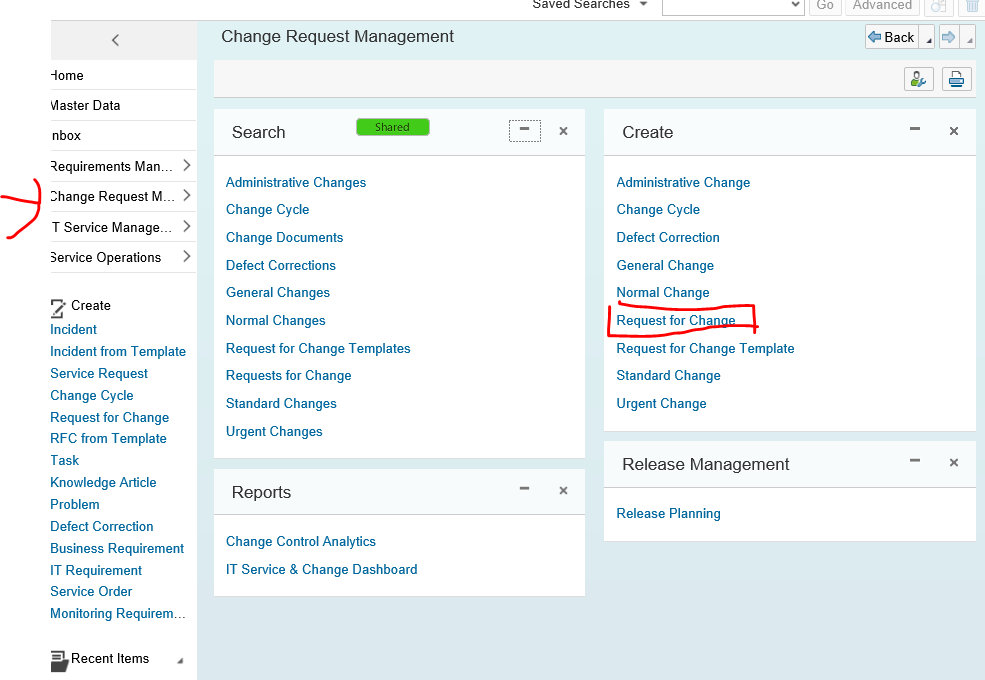 Saved Searches
Go
Advanced
Change Request Management
Back
Home
Master Data
Inbox
Requirements Man...
Change Request M...
IT Service Manage...
Service Operations
Create
Incident
Incident from Template
Service Request
Change Cycle
Request for Change
RFC from Template
Task
Knowledge Article
Problem
Defect Correction
Business Requirement
IT Requirement
Service Order
Monitoring Requirem...
Recent Items
Search
Shared
Administrative Changes
Change Cycle
Change Documents
Defect Corrections
General Changes
Normal Changes
Request for Change Templates
Requests for Change
Standard Changes
Urgent Changes
Reports
Change Control Analytics
IT Service & Change Dashboard
Create
Administrative Change
Change Cycle
Defect Correction
General Change
Normal Change
Request for Change
Request for Change Template
Standard Change
Urgent Change
Release Management
Release Planning